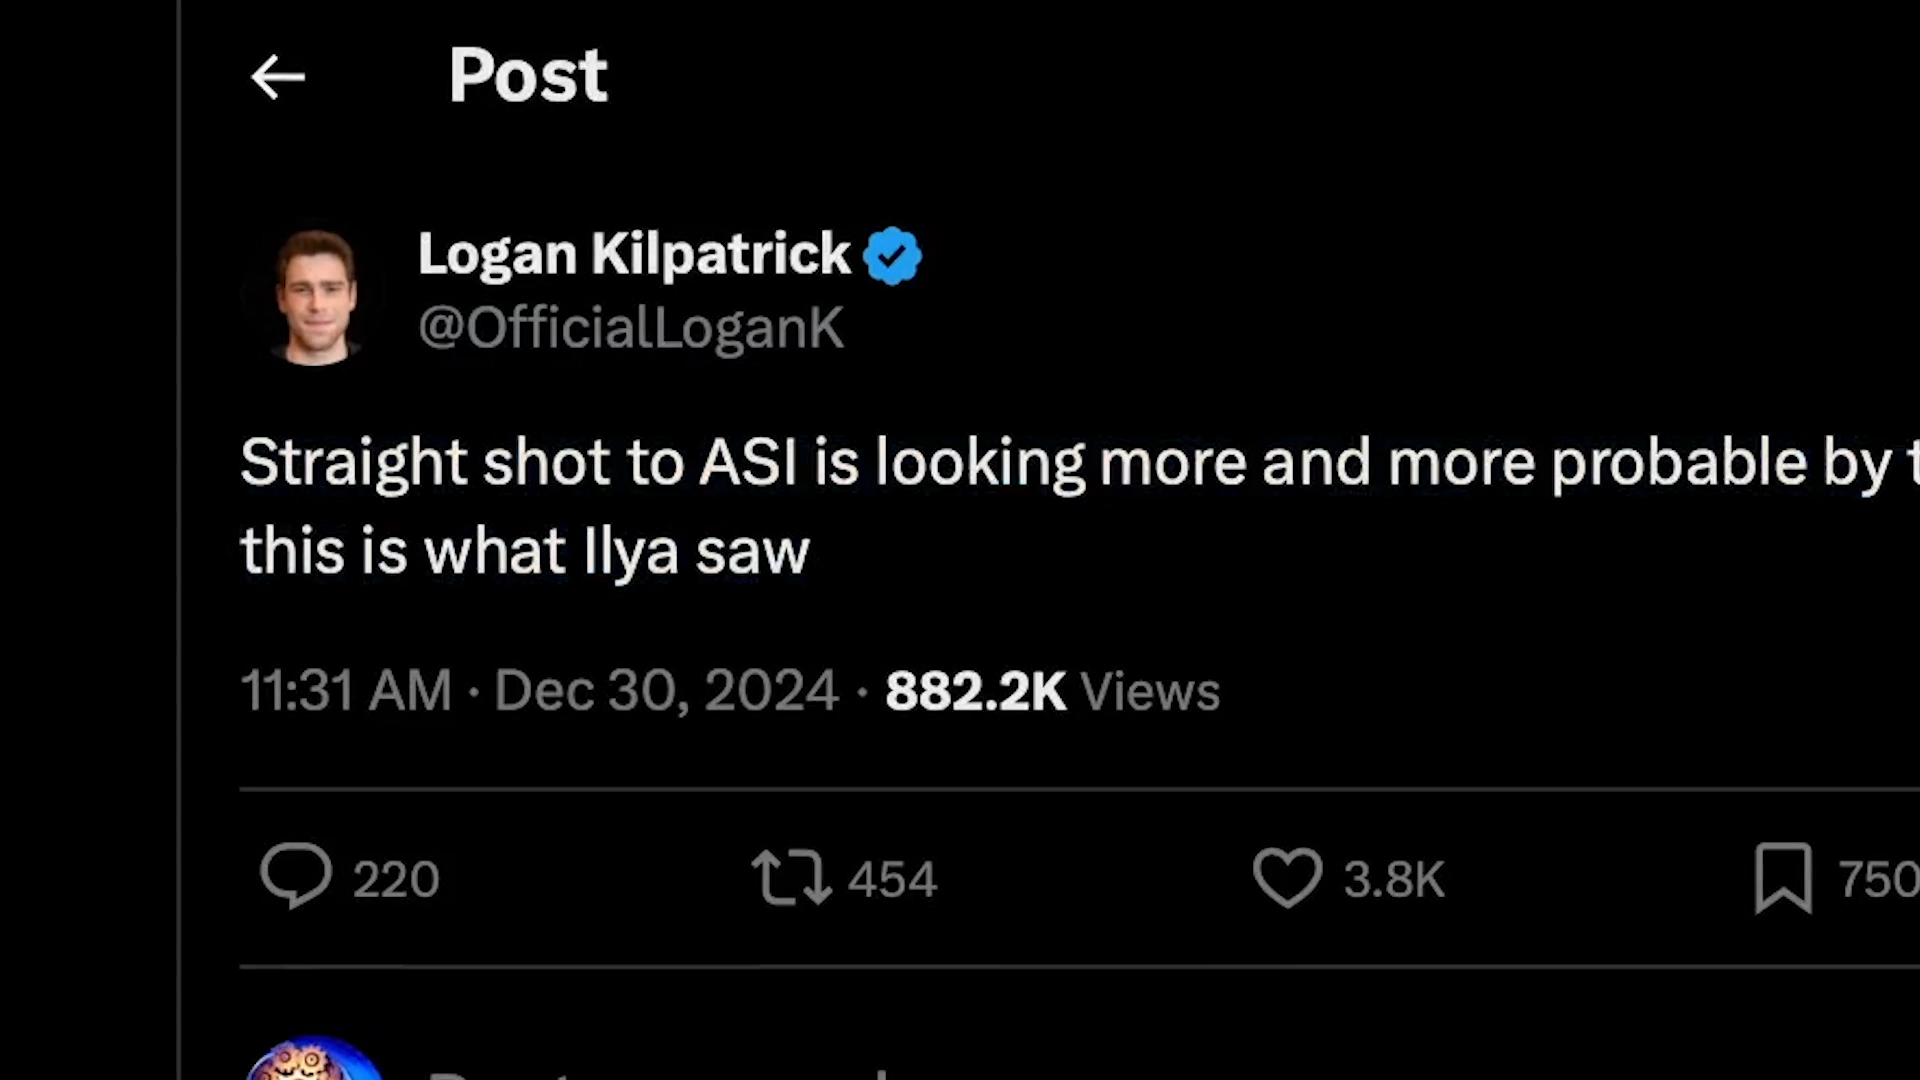 Post
Logan Kilpatrick
@OfficialLoganK
Straight shot to ASI is looking more and more probable by
this is what Ilya saw
11:31 AM · Dec 30, 2024 · 882.2K Views
220 454 3.8K 750